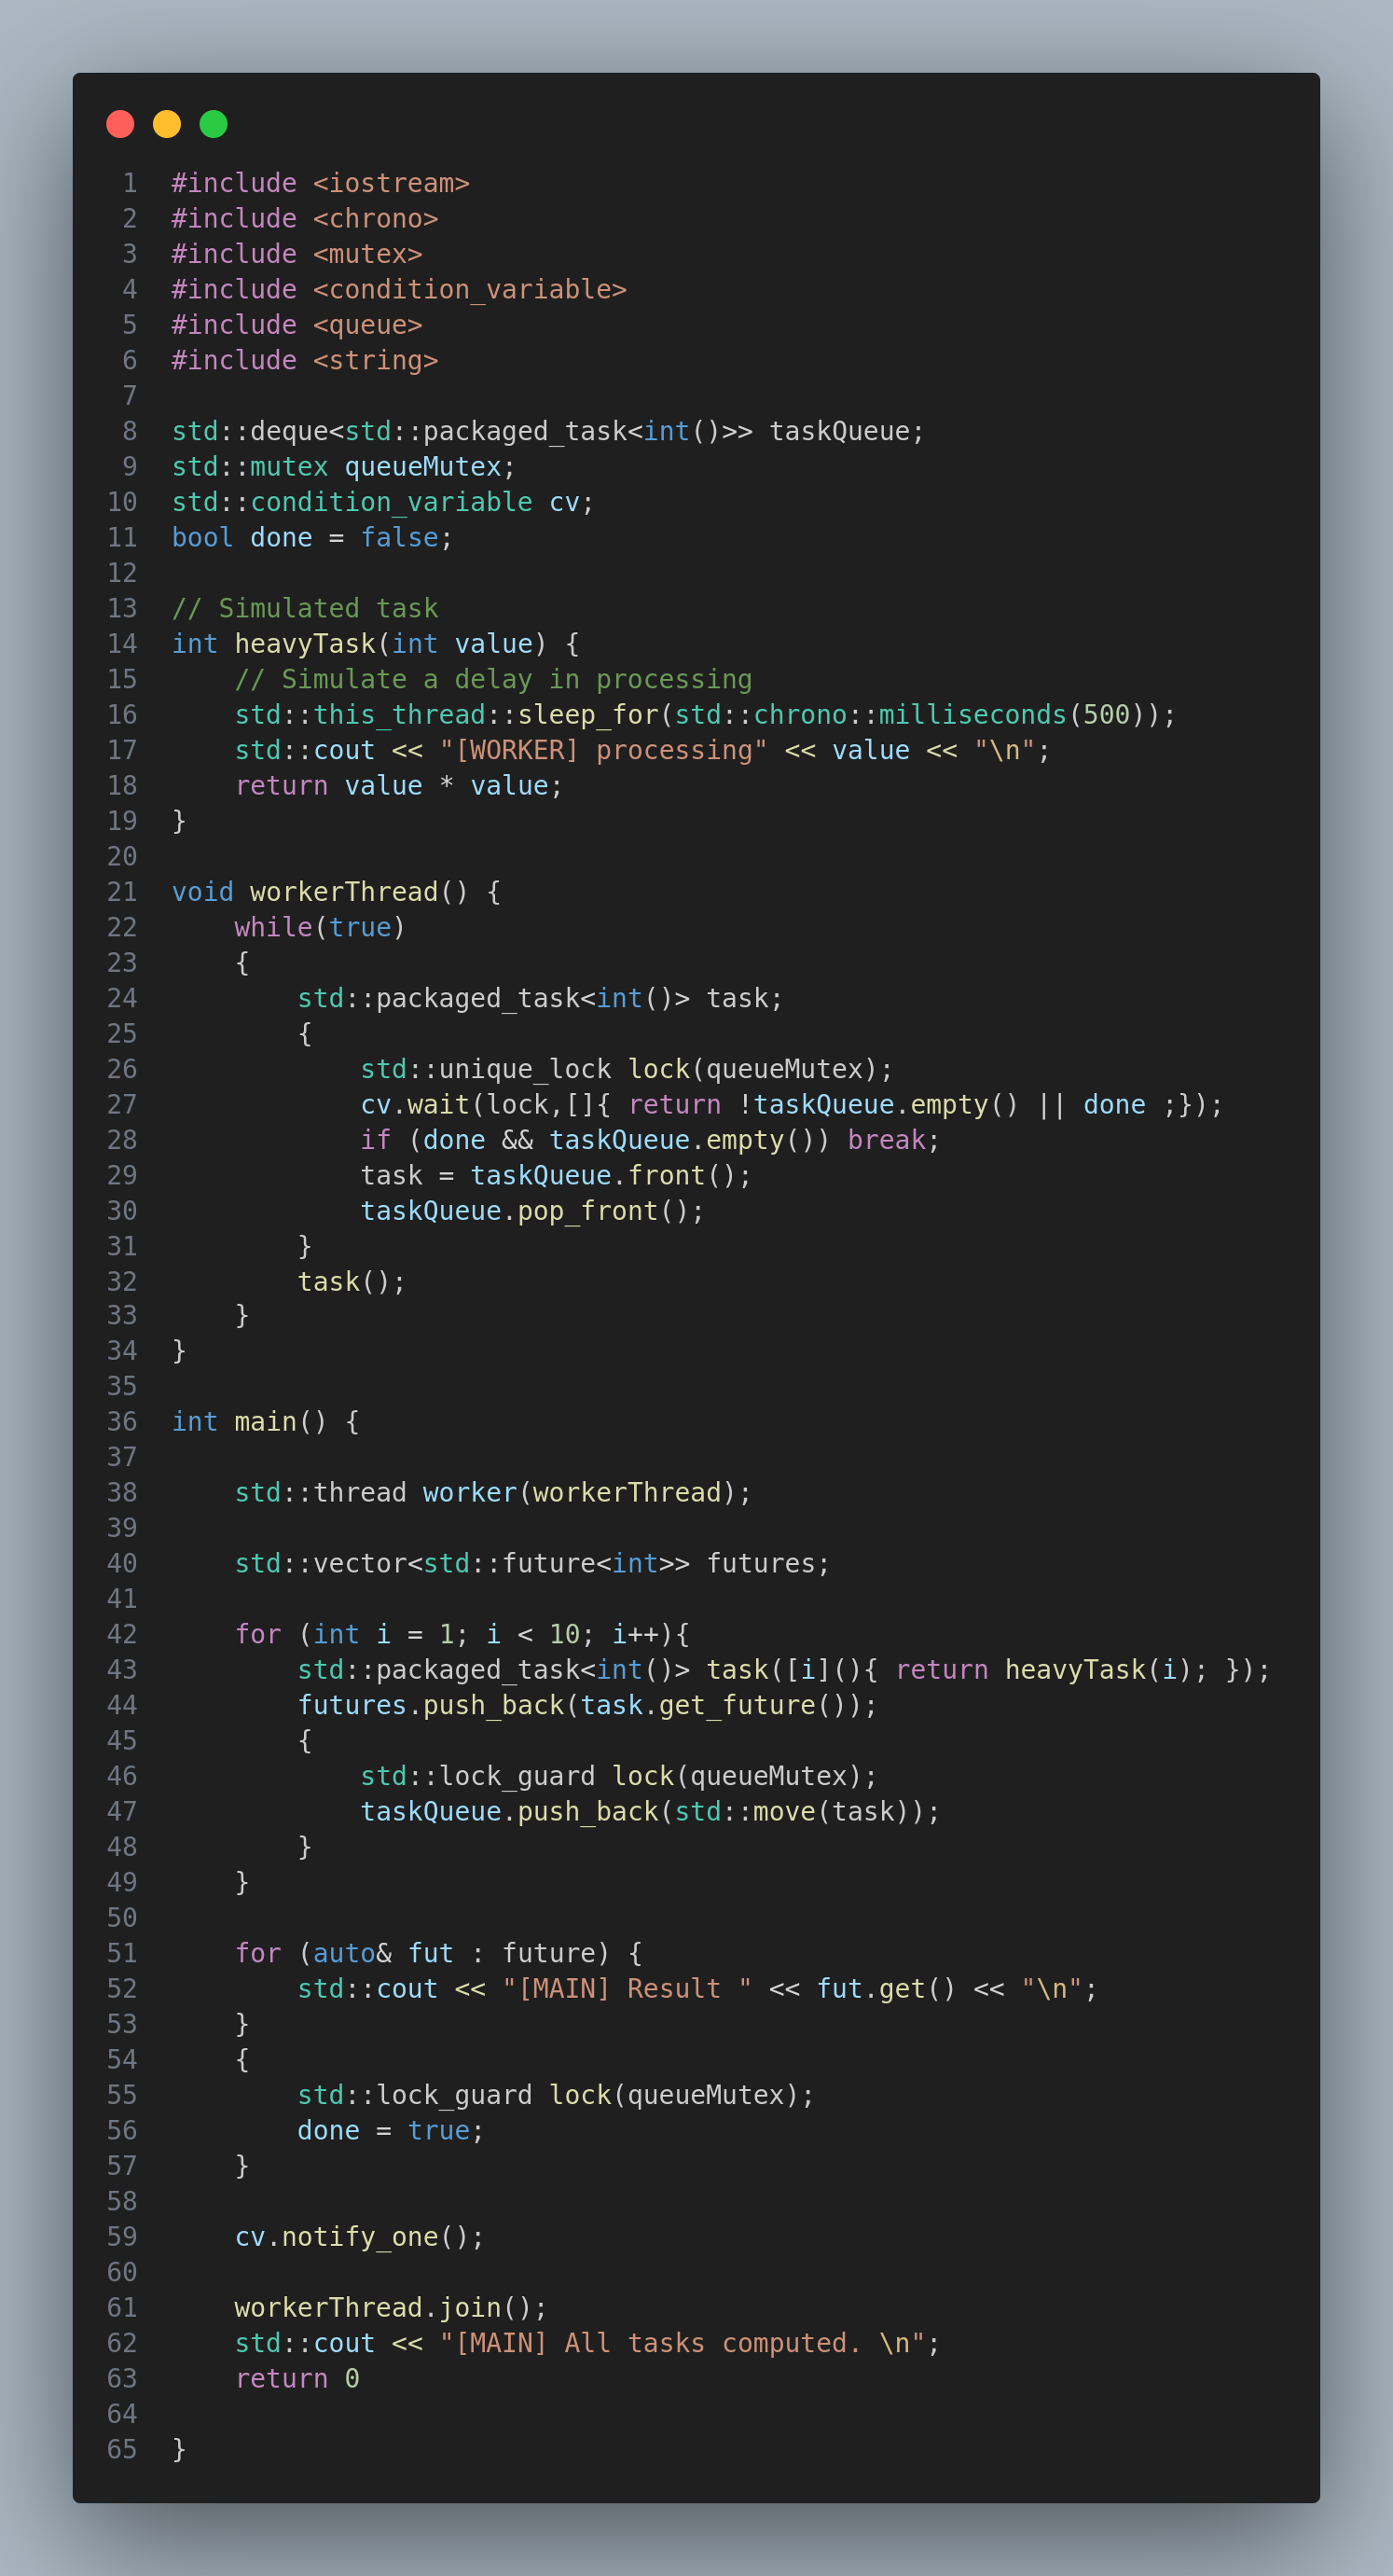 1 #include <iostream>
2 #include <chrono>
3 #include <mutex>
4 #include <condition_variable>
5 #include <queue>
6 #include <string>
7
8 std::deque<std::packaged_task<int()>> taskQueue;
9 std::mutex queueMutex;
10 std::condition_variable cv;
11 bool done = false;
12
13 // Simulated task
14 int heavyTask(int value) {
15     // Simulate a delay in processing
16     std::this_thread::sleep_for(std::chrono::milliseconds(500));
17     std::cout << "[WORKER] processing" << value << "\n";
18     return value * value;
19 }
20
21 void workerThread() {
22     while(true)
23     {
24         std::packaged_task<int()> task;
25         {
26             std::unique_lock lock(queueMutex);
27             cv.wait(lock,[]{ return !taskQueue.empty() || done ;});
28             if (done && taskQueue.empty()) break;
29             task = taskQueue.front();
30             taskQueue.pop_front();
31         }
32         task();
33     }
34 }
35
36 int main() {
37
38     std::thread worker(workerThread);
39
40     std::vector<std::future<int>> futures;
41
42     for (int i = 1; i < 10; i++){
43         std::packaged_task<int()> task([i](){ return heavyTask(i); });
44         futures.push_back(task.get_future());
45         {
46             std::lock_guard lock(queueMutex);
47             taskQueue.push_back(std::move(task));
48         }
49     }
50
51     for (auto& fut : future) {
52         std::cout << "[MAIN] Result " << fut.get() << "\n";
53     }
54     {
55         std::lock_guard lock(queueMutex);
56         done = true;
57     }
58
59     cv.notify_one();
60
61     workerThread.join();
62     std::cout << "[MAIN] All tasks computed. \n";
63     return 0
64
65 }